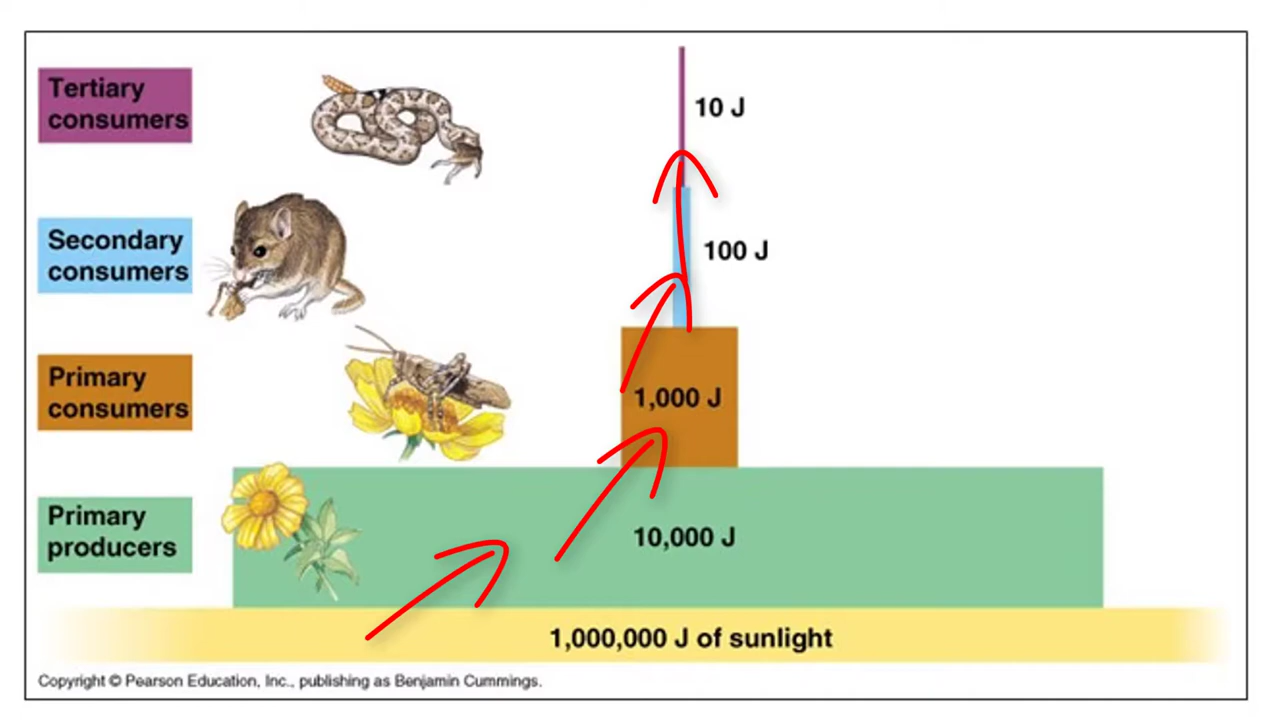 Tertiary
consumers
10 J
Secondary
consumers
100 J
Primary
consumers
1,000 J
Primary
producers
10,000 J
1,000,000 J of sunlight
Copyright © Pearson Education, Inc., publishing as Benjamin Cummings.